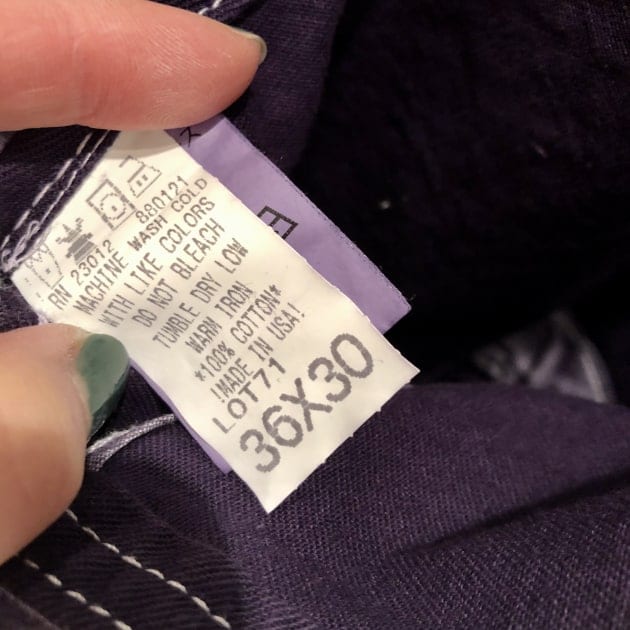 RN 23012 880121
MACHINE WASH COLD
WITH LIKE COLORS
DO NOT BLEACH
TUMBLE DRY LOW
WARM IRON
*100% COTTON*
!MADE IN USA!
LOT71
36X30